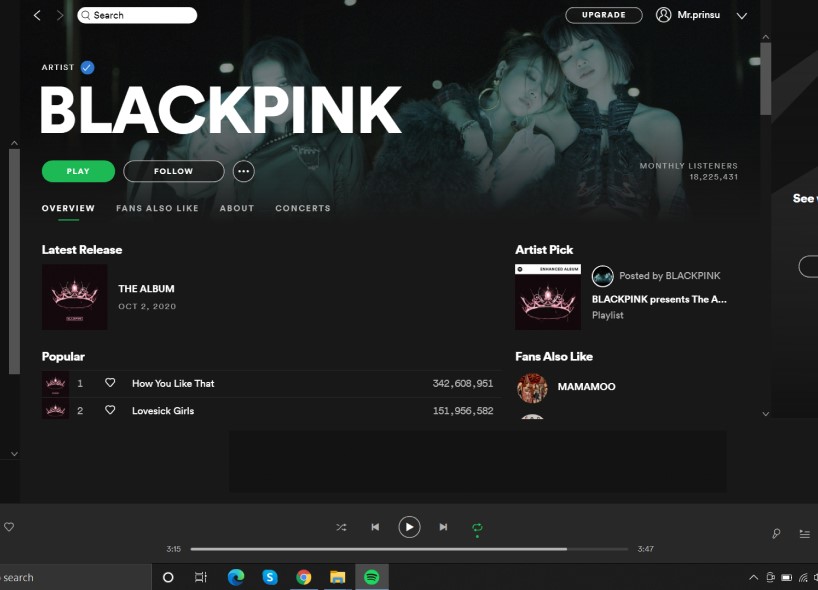 Search
UPGRADE
Mr.prinsu
ARTIST
BLACKPINK
PLAY
FOLLOW
MONTHLY LISTENERS
18,225,431
OVERVIEW
FANS ALSO LIKE
ABOUT
CONCERTS
See
Latest Release
THE ALBUM
OCT 2, 2020
Artist Pick
ENHANCED ALBUM
Posted by BLACKPINK
BLACKPINK presents The A...
Playlist
Popular
1 How You Like That 342,608,951
2 Lovesick Girls 151,956,582
Fans Also Like
MAMAMOO
3:15
3:47
search